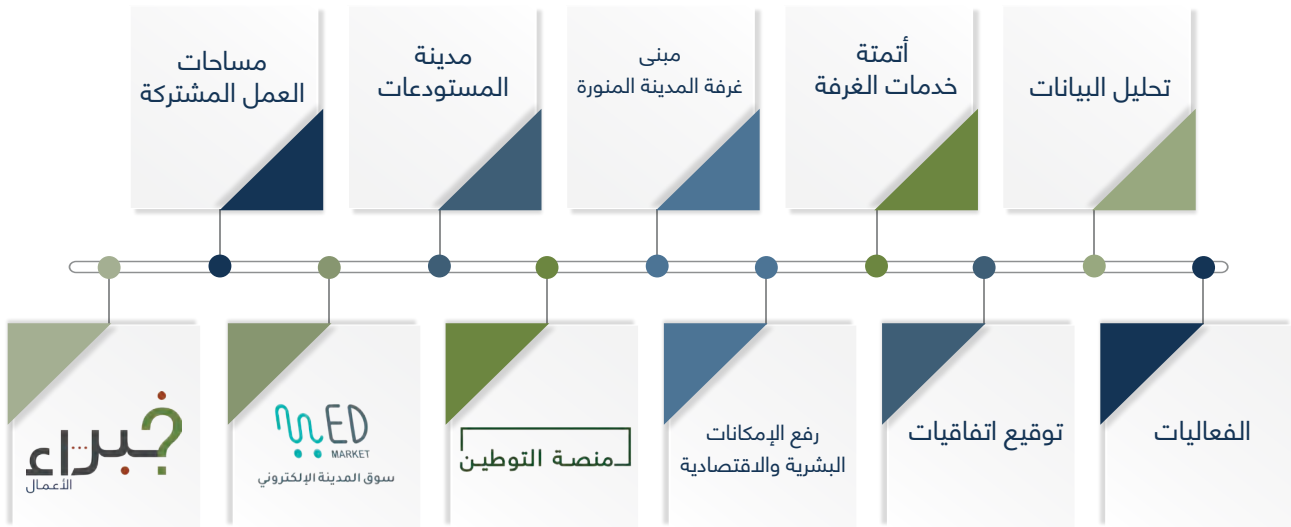 تحليل البيانات
أتمتة
خدمات الغرفة
مبنى
غرفة المدينة المنورة
مدينة
المستودعات
مساحات
العمل المشتركة
الفعاليات
توقيع اتفاقيات
رفع الإمكانات
البشرية والاقتصادية
منصة التوطين
MED
MARKET
سوق المدينة الإلكتروني
خبراء
الأعمال